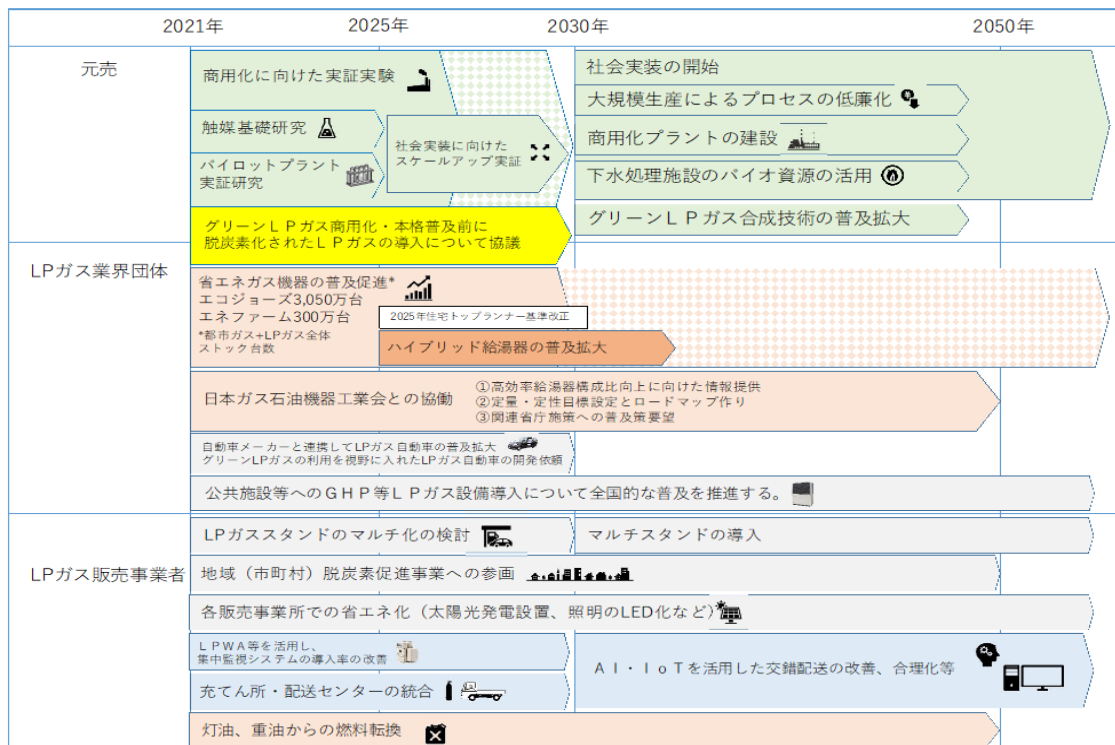 2021年
2025年
2030年
2050年
元売
商用化に向けた実証実験
触媒基礎研究
パイロットプラント
実証研究
社会実装に向けた
スケールアップ実証
グリーンＬＰガス商用化・本格普及前に
脱炭素化されたＬＰガスの導入について協議
社会実装の開始
大規模生産によるプロセスの低廉化
商用化プラントの建設
下水処理施設のバイオ資源の活用
グリーンＬＰガス合成技術の普及拡大
LPガス業界団体
省エネガス機器の普及促進*
エコジョーズ3,050万台
エネファーム300万台
*都市ガス+LPガス全体
ストック台数
2025年住宅トップランナー基準改正
ハイブリッド給湯器の普及拡大
日本ガス石油機器工業会との協働
①高効率給湯器構成比向上に向けた情報提供
②定量・定性目標設定とロードマップ作り
③関連省庁施策への普及策要望
自動車メーカーと連携してLPガス自動車の普及拡大
グリーンLPガスの利用を視野に入れたLPガス自動車の開発依頼
公共施設等へのＧＨＰ等ＬＰガス設備導入について全国的な普及を推進する。
LPガス販売事業者
LPガススタンドのマルチ化の検討
マルチスタンドの導入
地域（市町村）脱炭素促進事業への参画
各販売事業所での省エネ化（太陽光発電設置、照明のLED化など）
ＬＰＷＡ等を活用し、
集中監視システムの導入率の改善
充てん所・配送センターの統合
ＡＩ・ＩｏＴを活用した交錯配送の改善、合理化等
灯油、重油からの燃料転換